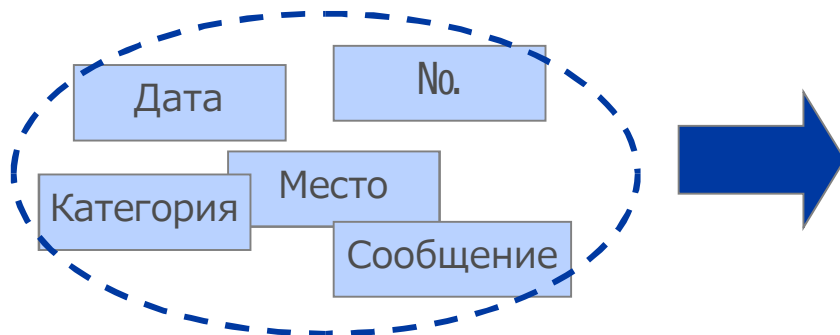 Дата
No.
Место
Категория
Сообщение